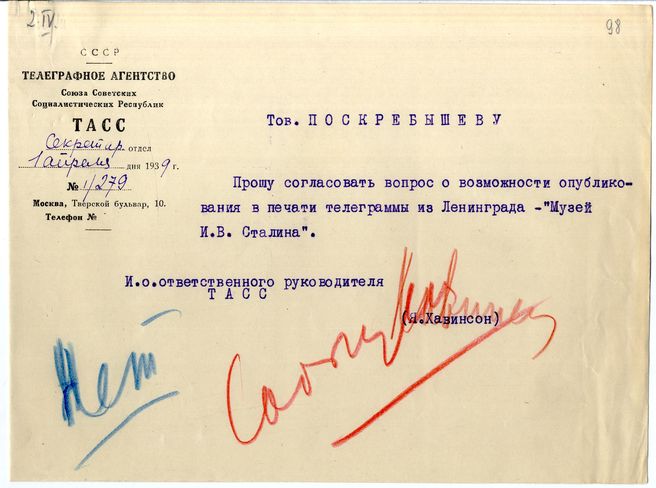 2.IV.
98
СССР
ТЕЛЕГРАФНОЕ АГЕНТСТВО
Союза Советских
Социалистических Республик
ТАСС
Секретар. отдел
1 апреля дня 1939 г.
№ 1/279
Москва, Тверской бульвар, 10.
Телефон №
Тов. ПОСКРЕБЫШЕВУ
Прошу согласовать вопрос о возможности опублико-
вания в печати телеграммы из Ленинграда -"Музей
И.В. Сталина".
И.о.ответственного руководителя
ТАСС
(Я.Хавинсон)
Нет